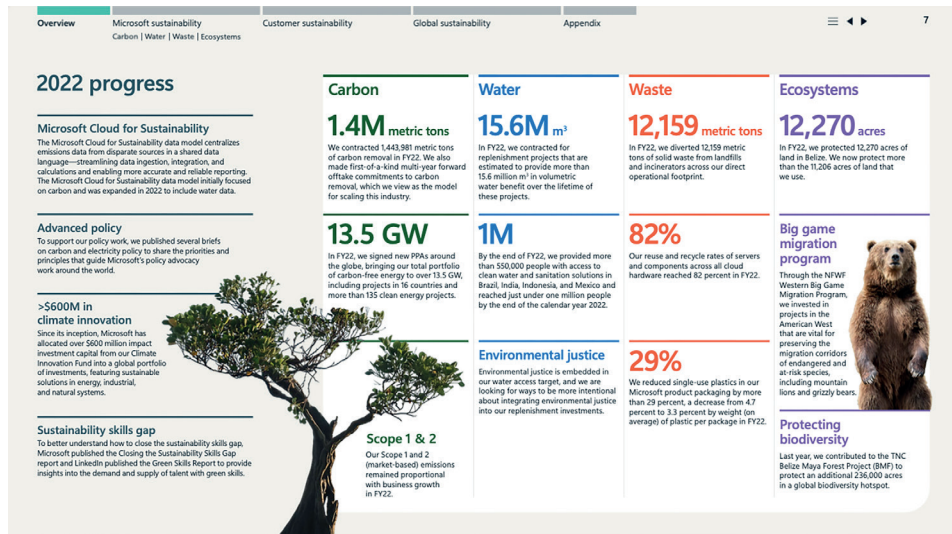 Overview
Microsoft sustainability
Customer sustainability
Global sustainability
Appendix
7
Carbon | Water | Waste | Ecosystems
2022 progress
Microsoft Cloud for Sustainability
The Microsoft Cloud for Sustainability data model centralizes
emissions data from disparate sources in a shared data
language—streamlining data ingestion, integration, and
calculations and enabling more accurate and reliable reporting.
The Microsoft Cloud for Sustainability data model initially focused
on carbon and was expanded in 2022 to include water data.
Advanced policy
To support our policy work, we published several briefs
on carbon and electricity policy to share the priorities and
principles that guide Microsoft's policy advocacy
work around the world.
>$600M in
climate innovation
Since its inception, Microsoft has
allocated over $600 million impact
investment capital from our Climate
Innovation Fund into a global portfolio
of investments, featuring sustainable
solutions in energy, industrial,
and natural systems.
Sustainability skills gap
To better understand how to close the sustainability skills gap,
Microsoft published the Closing the Sustainability Skills Gap
report and LinkedIn published the Green Skills Report to provide
insights into the demand and supply of talent with green skills.
Carbon
1.4M metric tons
We contracted 1,443,981 metric tons
of carbon removal in FY22. We also
made first-of-a-kind multi-year forward
offtake commitments to carbon
removal, which we view as the model
for scaling this industry.
13.5 GW
In FY22, we signed new PPAs around
the globe, bringing our total portfolio
of carbon-free energy to over 13.5 GW,
including projects in 16 countries and
more than 135 clean energy projects.
Scope 1 & 2
Our Scope 1 and 2
(market-based) emissions
remained proportional
with business growth
in FY22.
Water
15.6M m³
In FY22, we contracted for
replenishment projects that are
estimated to provide more than
15.6 million m³ in volumetric
water benefit over the lifetime of
these projects.
1M
By the end of FY22, we provided more
than 550,000 people with access to
clean water and sanitation solutions in
Brazil, India, Indonesia, and Mexico and
reached just under one million people
by the end of the calendar year 2022.
Environmental justice
Environmental justice is embedded in
our water access target, and we are
looking for ways to be more intentional
about integrating environmental justice
into our replenishment investments.
Waste
12,159 metric tons
In FY22, we diverted 12,159 metric
tons of solid waste from landfills
and incinerators across our direct
operational footprint.
82%
Our reuse and recycle rates of servers
and components across all cloud
hardware reached 82 percent in FY22.
29%
We reduced single-use plastics in our
Microsoft product packaging by more
than 29 percent, a decrease from 4.7
percent to 3.3 percent by weight (on
average) of plastic per package in FY22.
Ecosystems
12,270 acres
In FY22, we protected 12,270 acres of
land in Belize. We now protect more
than the 11,206 acres of land that
we use.
Big game
migration
program
Through the NFWF
Western Big Game
Migration Program,
we invested in
projects in the
American West
that are vital for
preserving the
migration corridors
of endangered and
at-risk species,
including mountain
lions and grizzly bears.
Protecting
biodiversity
Last year, we contributed to the TNC
Belize Maya Forest Project (BMF) to
protect an additional 236,000 acres
in a global biodiversity hotspot.